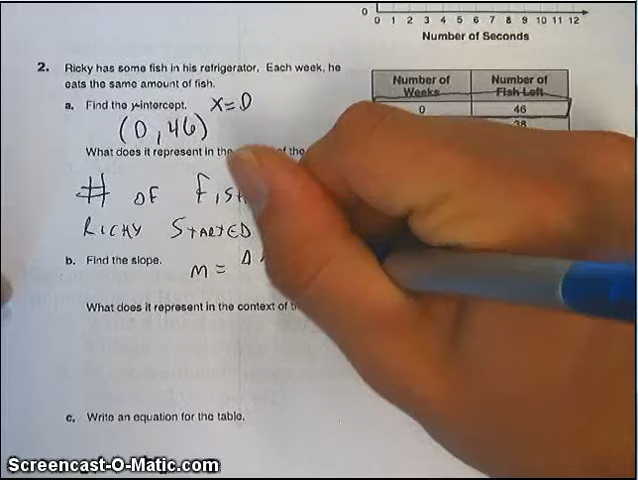 0
0 1 2 3 4 5 6 7 8 9 10 11 12
Number of Seconds
2. Ricky has some fish in his refrigerator. Each week, he
eats the same amount of fish.
Number of Weeks Number of Fish Left
0 46
38
a. Find the y-intercept. X=0
(0,46)
What does it represent in the of the
# OF FISH
RICKY STARTED
b. Find the slope.
M = Δ
What does it represent in the context of
c. Write an equation for the table.
Screencast-O-Matic.com